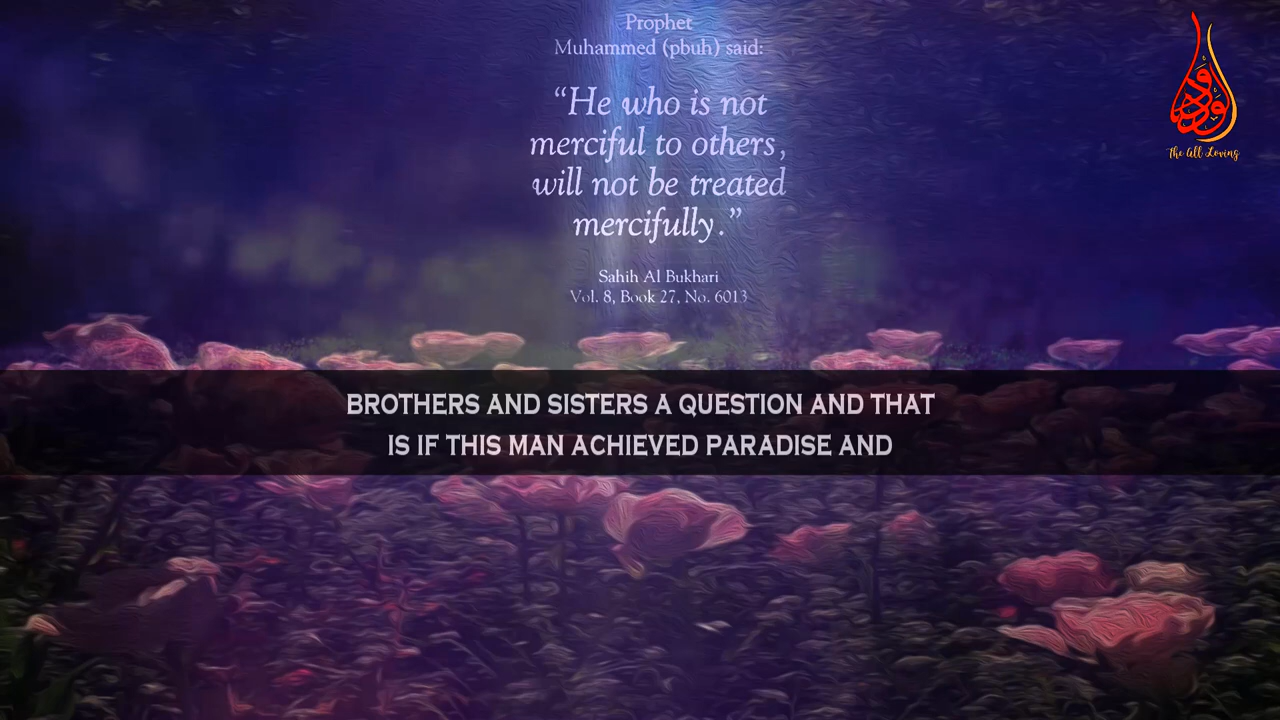 Prophet
Muhammed (pbuh) said:
“He who is not
merciful to others,
will not be treated
mercifully.”
Sahih Al Bukhari
Vol. 8, Book 27, No. 6013
الودود
The All Loving
BROTHERS AND SISTERS A QUESTION AND THAT
IS IF THIS MAN ACHIEVED PARADISE AND